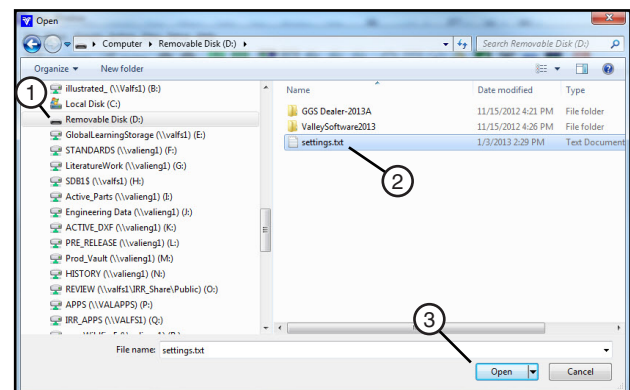 Open
Computer ▸ Removable Disk (D:) ▸
Search Removable Disk (D:)
Organize ▾ New folder
1
illustrated_ (\\Valfs1) (B:)
Local Disk (C:)
Removable Disk (D:)
GlobalLearningStorage (\\valfs1) (E:)
STANDARDS (\\valieng1) (F:)
LiteratureWork (\\valieng1) (G:)
SDB1$ (\\valfs1) (H:)
Active_Parts (\\valieng1) (I:)
Engineering Data (\\valieng1) (J:)
ACTIVE_DXF (\\valieng1) (K:)
PRE_RELEASE (\\valieng1) (L:)
Prod_Vault (\\valieng1) (M:)
HISTORY (\\valieng1) (N:)
REVIEW (\\valfs1\IRR_Share\Public) (O:)
APPS (\\VALAPPS) (P:)
IRR_APPS (\\VALFS1) (Q:)
Name Date modified Type
GGS Dealer-2013A 11/15/2012 4:21 PM File folder
ValleySoftware2013 11/15/2012 4:26 PM File folder
settings.txt 1/3/2013 2:29 PM Text Document
2
3
File name: settings.txt
Open Cancel